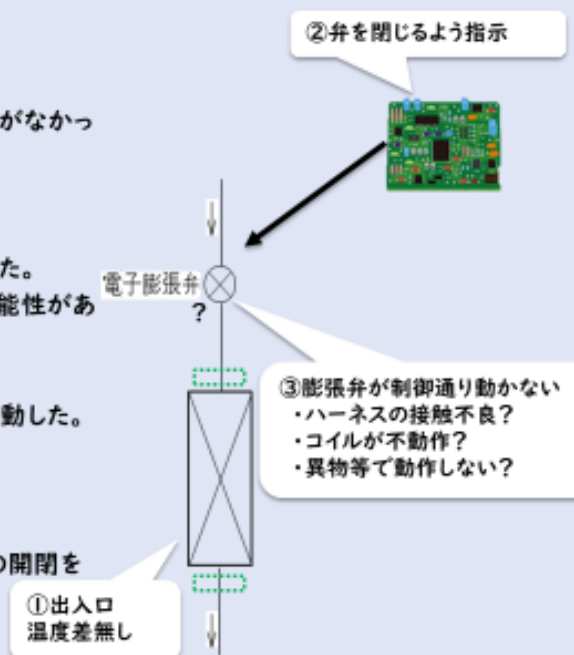 ②弁を閉じるよう指示
がなかっ
た。
能性があ
電子膨張弁
?
③膨張弁が制御通り動かない
・ハーネスの接触不良?
・コイルが不動作?
・異物等で動作しない?
動した。
の開閉を
①出入口
温度差無し